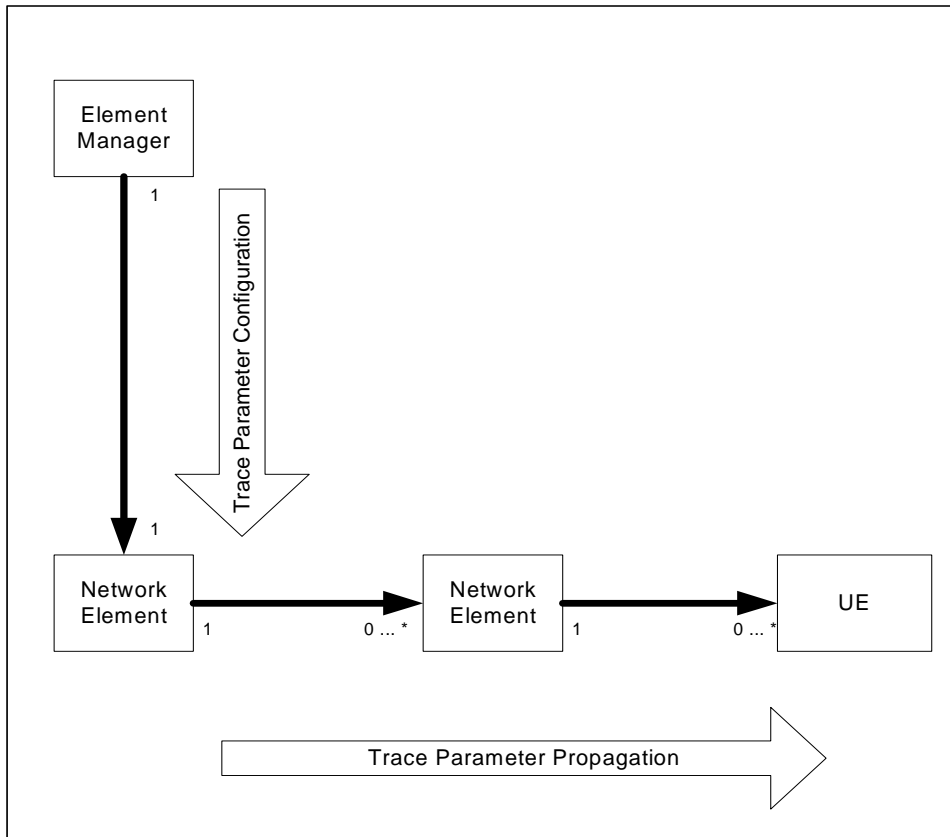 Element
Manager
1
Trace Parameter Configuration
1
Network
Element
1
0 ... *
Network
Element
1
0 ... *
UE
Trace Parameter Propagation